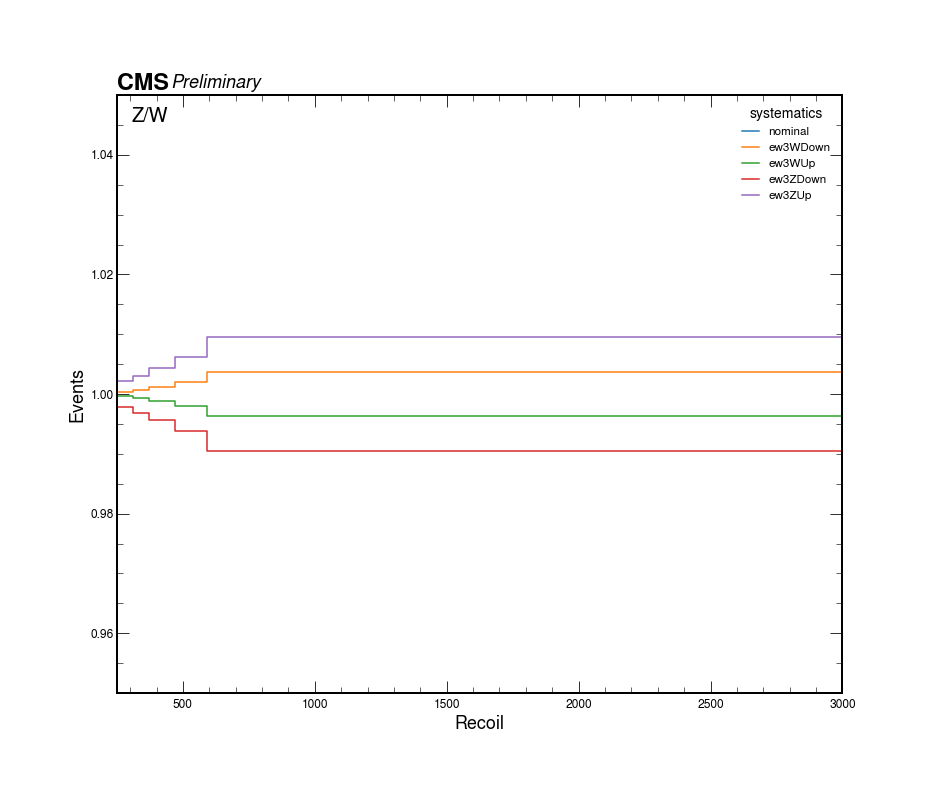 CMS Preliminary
Z/W
systematics
nominal
ew3WDown
ew3WUp
ew3ZDown
ew3ZUp
1.04
1.02
1.00
0.98
0.96
Events
500 1000 1500 2000 2500 3000
Recoil